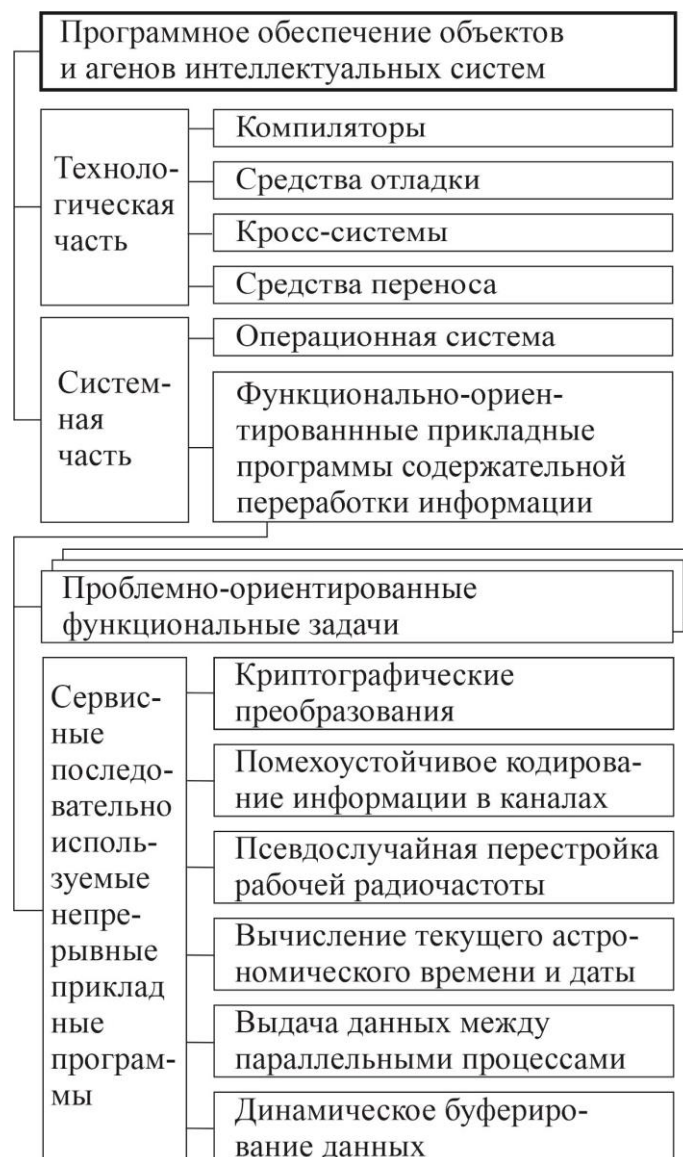 Программное обеспечение объектов
и агенов интеллектуальных систем
Техноло-
гическая
часть
Компиляторы
Средства отладки
Кросс-системы
Средства переноса
Систем-
ная
часть
Операционная система
Функционально-ориен-
тированнные прикладные
программы содержательной
переработки информации
Проблемно-ориентированные
функциональные задачи
Сервис-
ные
последо-
вательно
исполь-
зуемые
непре-
рывные
приклад
ные
програм-
мы
Криптографические
преобразования
Помехоустойчивое кодирова-
ние информации в каналах
Псевдослучайная перестройка
рабочей радиочастоты
Вычисление текущего астро-
номического времени и даты
Выдача данных между
параллельными процессами
Динамическое буфериро-
вание данных